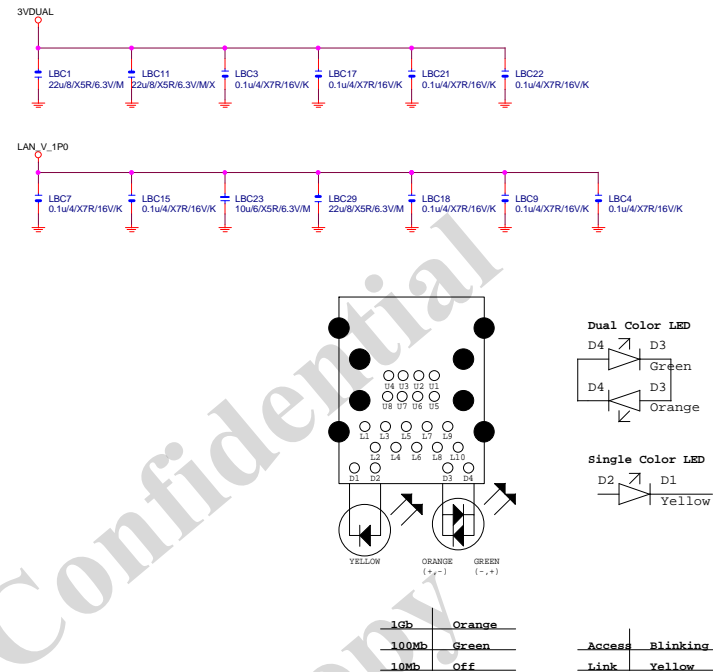 3VDUAL
LBC1 LBC11 LBC3 LBC17 LBC21 LBC22
22u/8/X5R/6.3V/M 22u/8/X5R/6.3V/M/X 0.1u/4/X7R/16V/K 0.1u/4/X7R/16V/K 0.1u/4/X7R/16V/K 0.1u/4/X7R/16V/K
LAN_V_1P0
LBC7 LBC15 LBC23 LBC29 LBC18 LBC9 LBC4
0.1u/4/X7R/16V/K 0.1u/4/X7R/16V/K 10u/6/X5R/6.3V/M 22u/8/X5R/6.3V/M 0.1u/4/X7R/16V/K 0.1u/4/X7R/16V/K 0.1u/4/X7R/16V/K
Dual Color LED
D4 D3
Green
D4 D3
Orange
U4 U3 U2 U1
U8 U7 U6 U5
L1 L3 L5 L7 L9
L2 L4 L6 L8 L10
D1 D2 D3 D4
Single Color LED
D2 D1
Yellow
YELLOW ORANGE GREEN
(+,-) (-,+)
1Gb Orange
100Mb Green Access Blinking
10Mb Off Link Yellow
Confidential
Copy